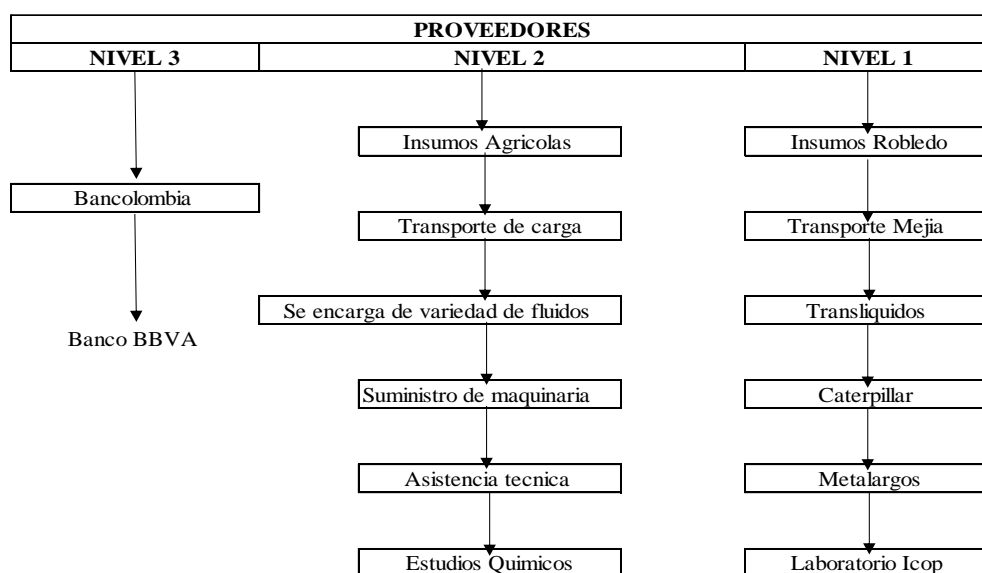 PROVEEDORES
NIVEL 3 NIVEL 2 NIVEL 1
Insumos Agricolas Insumos Robledo
Bancolombia
Transporte de carga Transporte Mejia
Se encarga de variedad de fluidos Transliquidos
Banco BBVA
Suministro de maquinaria Caterpillar
Asistencia tecnica Metalargos
Estudios Quimicos Laboratorio Icop